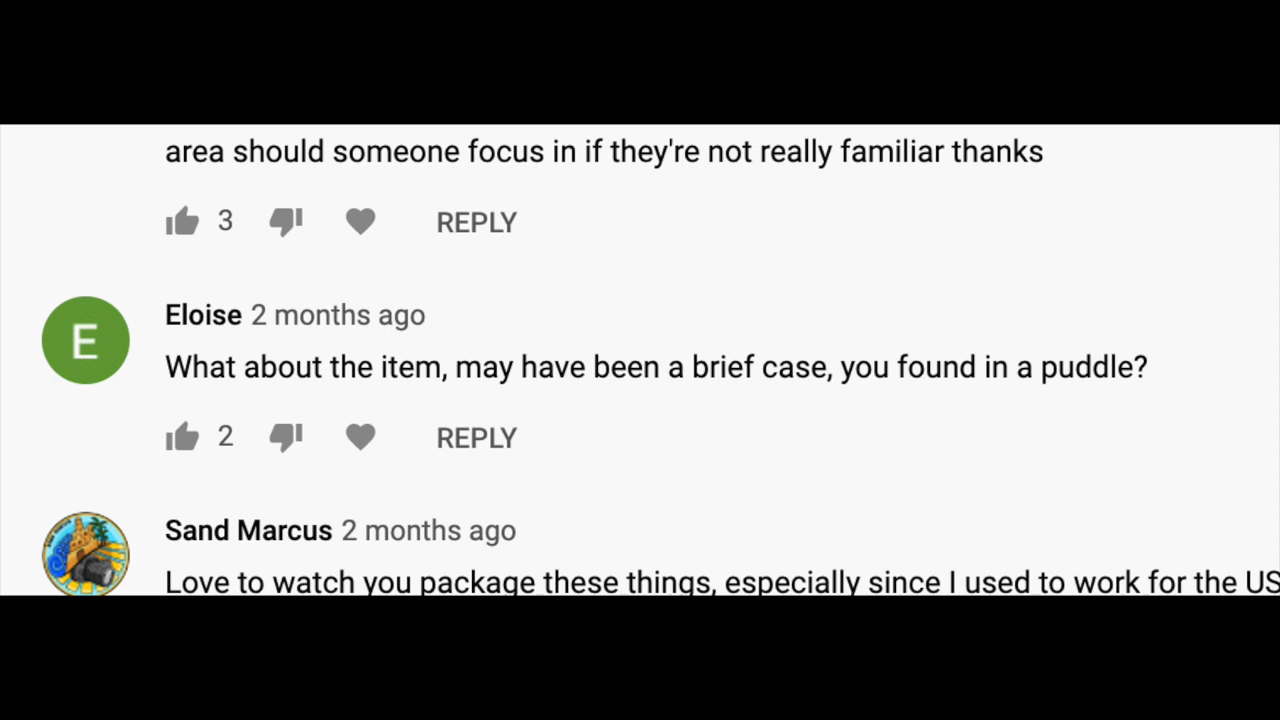 area should someone focus in if they're not really familiar thanks
3 REPLY
E
Eloise 2 months ago
What about the item, may have been a brief case, you found in a puddle?
2 REPLY
Sand Marcus 2 months ago
Love to watch you package these things, especially since I used to work for the US